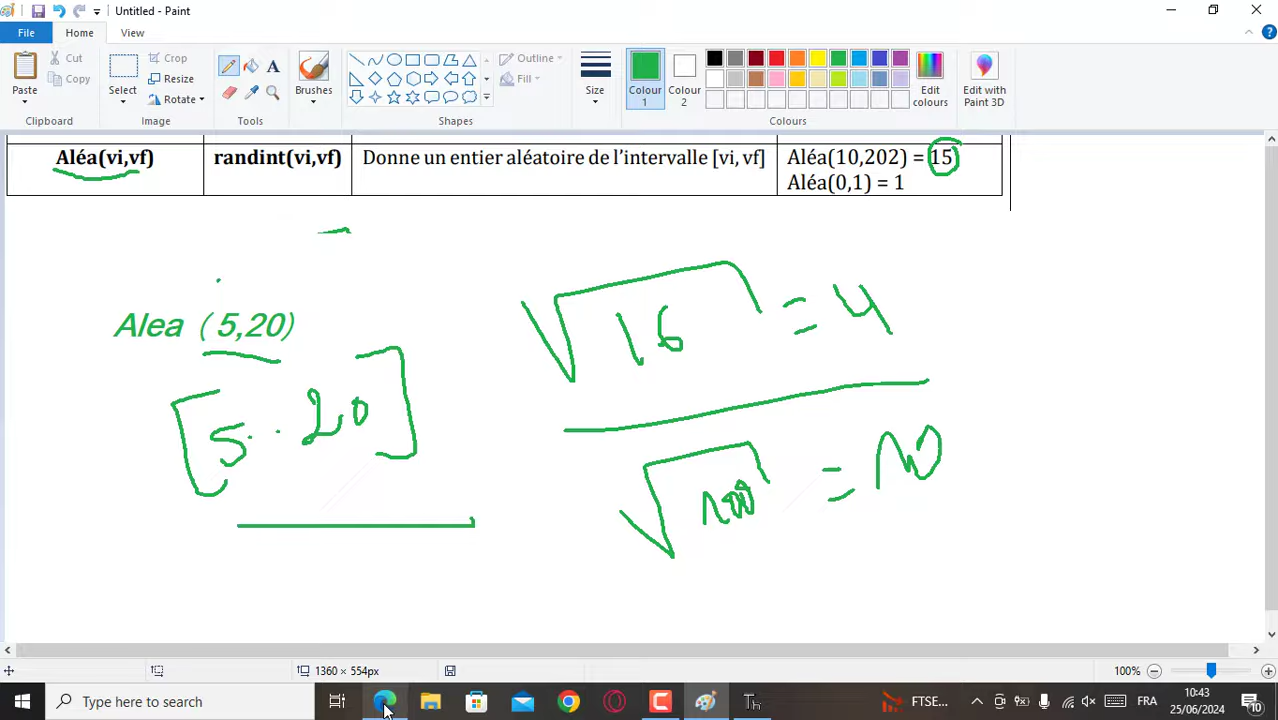 Untitled - Paint
File Home View
Paste
Cut
Copy
Clipboard
Select
Crop
Resize
Rotate
Image
Tools
Brushes
Outline
Fill
Shapes
Size
Colour 1
Colour 2
Edit colours
Edit with Paint 3D
Colours
Aléa(vi,vf) randint(vi,vf) Donne un entier aléatoire de l’intervalle [vi, vf] Aléa(10,202) = 15
Aléa(0,1) = 1
Alea (5,20)
√16 = 4
[5..20]
= 10
1360 × 554px
100%
Type here to search
Th
FTSE...
FRA
10:43
25/06/2024
10